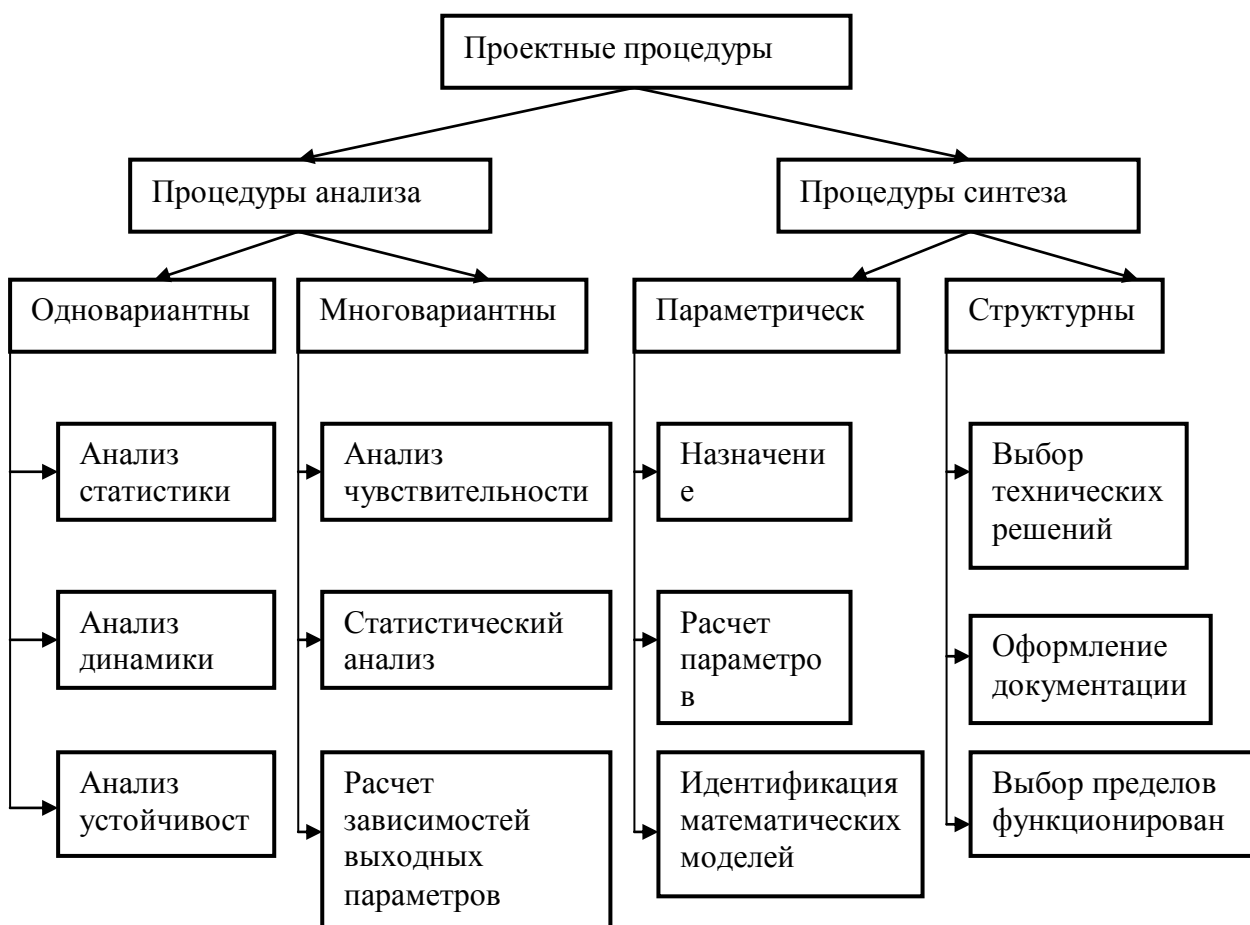 Проектные процедуры
Процедуры анализа
Процедуры синтеза
Одновариантны
Многовариантны
Параметрическ
Структурны
Анализ
статистики
Анализ
чувствительности
Назначени
е
Выбор
технических
решений
Анализ
динамики
Статистический
анализ
Расчет
параметро
в
Оформление
документации
Анализ
устойчивост
Расчет
зависимостей
выходных
параметров
Идентификация
математических
моделей
Выбор пределов
функционирован